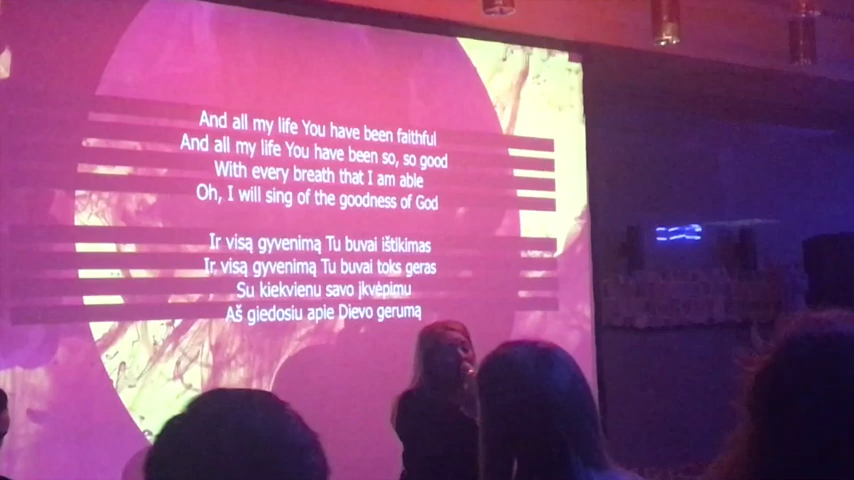 And all my life You have been faithful
And all my life You have been so, so good
With every breath that I am able
Oh, I will sing of the goodness of God
Ir visą gyvenimą Tu buvai ištikimas
Ir visą gyvenimą Tu buvai toks geras
Su kiekvienu savo įkvėpimu
Aš giedosiu apie Dievo gerumą